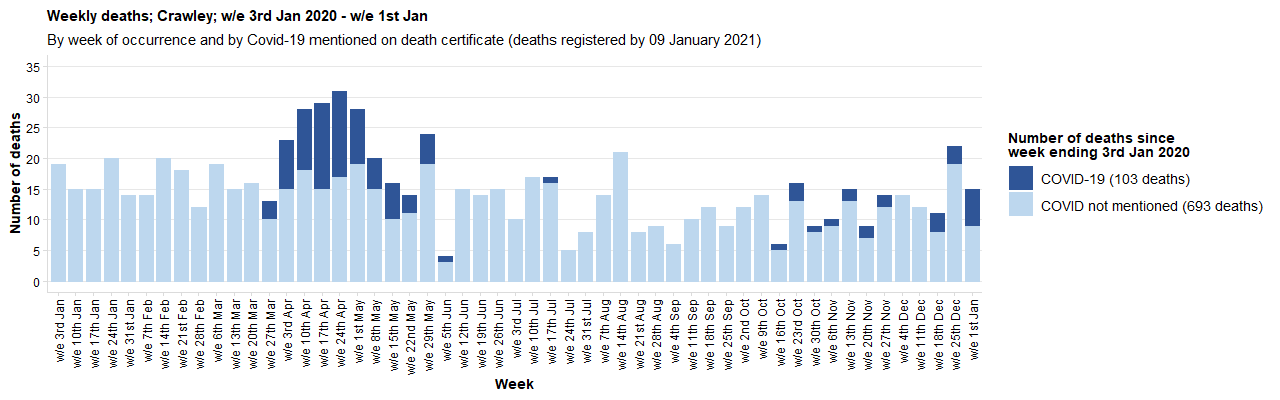 Weekly deaths; Crawley; w/e 3rd Jan 2020 - w/e 1st Jan
By week of occurrence and by Covid-19 mentioned on death certificate (deaths registered by 09 January 2021)
Number of deaths
35
30
25
20
15
10
5
0
w/e 3rd Jan
w/e 10th Jan
w/e 17th Jan
w/e 24th Jan
w/e 31st Jan
w/e 7th Feb
w/e 14th Feb
w/e 21st Feb
w/e 28th Feb
w/e 6th Mar
w/e 13th Mar
w/e 20th Mar
w/e 27th Mar
w/e 3rd Apr
w/e 10th Apr
w/e 17th Apr
w/e 24th Apr
w/e 1st May
w/e 8th May
w/e 15th May
w/e 22nd May
w/e 29th May
w/e 5th Jun
w/e 12th Jun
w/e 19th Jun
w/e 26th Jun
w/e 3rd Jul
w/e 10th Jul
w/e 17th Jul
w/e 24th Jul
w/e 31st Jul
w/e 7th Aug
w/e 14th Aug
w/e 21st Aug
w/e 28th Aug
w/e 4th Sep
w/e 11th Sep
w/e 18th Sep
w/e 25th Sep
w/e 2nd Oct
w/e 9th Oct
w/e 16th Oct
w/e 23rd Oct
w/e 30th Oct
w/e 6th Nov
w/e 13th Nov
w/e 20th Nov
w/e 27th Nov
w/e 4th Dec
w/e 11th Dec
w/e 18th Dec
w/e 25th Dec
w/e 1st Jan
Week
Number of deaths since
week ending 3rd Jan 2020
COVID-19 (103 deaths)
COVID not mentioned (693 deaths)